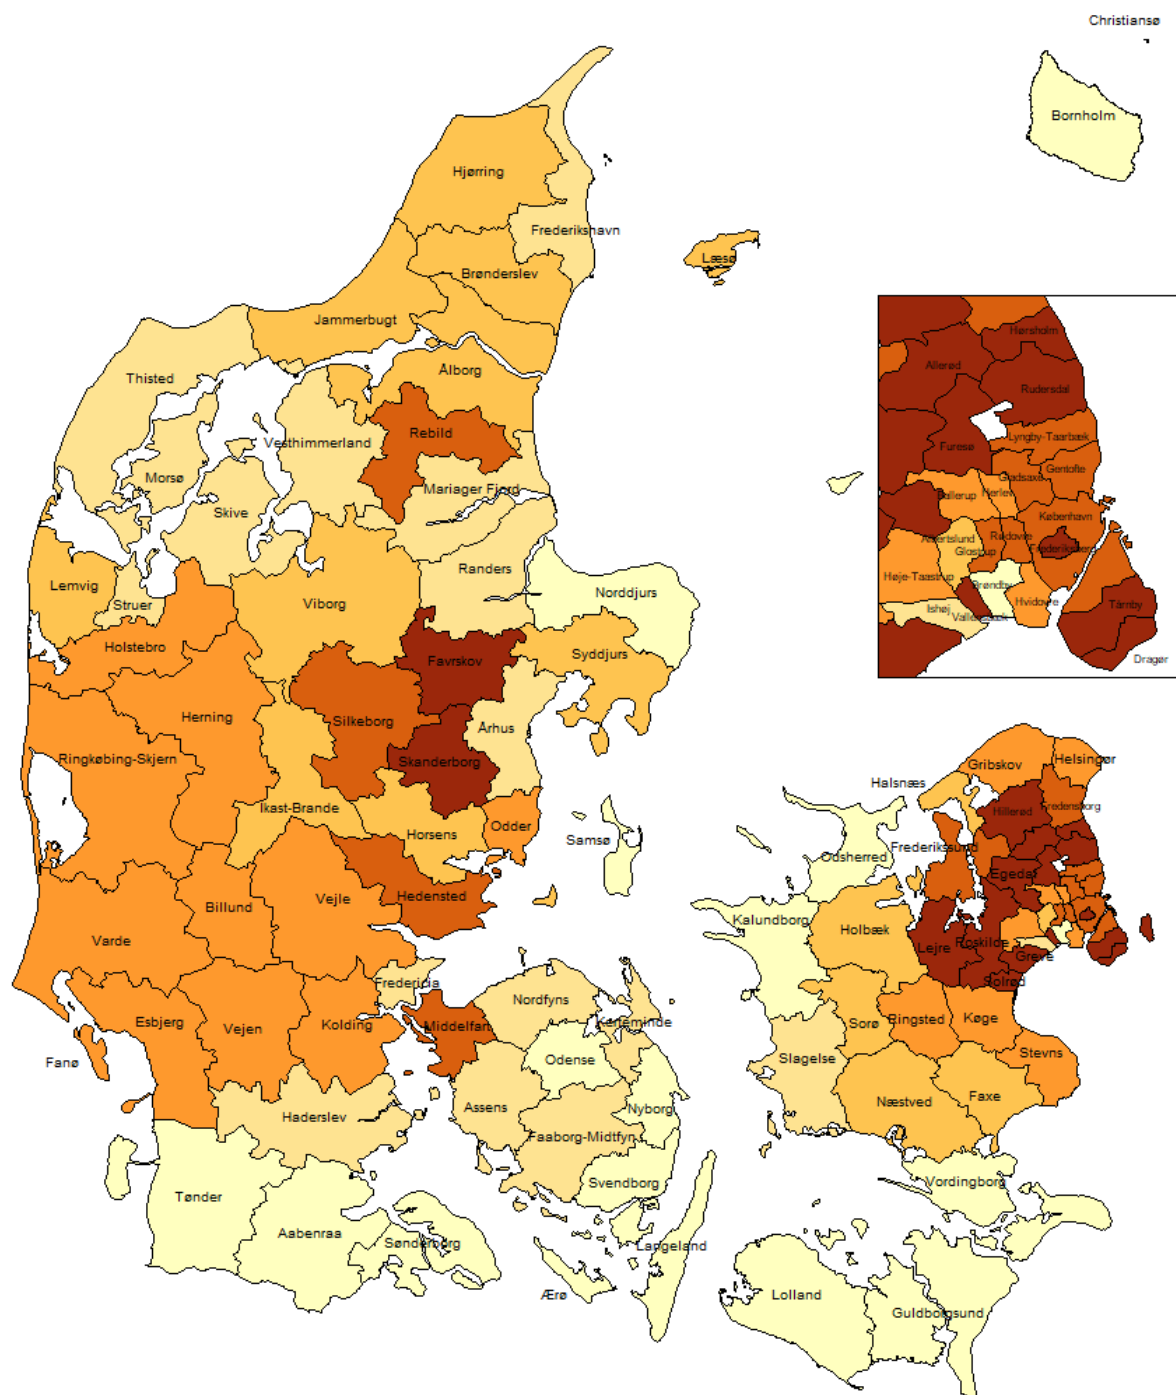 Christiansø
Bornholm
Hjørring
Frederikshavn
Læsø
Brønderslev
Jammerbugt
Thisted
Ålborg
Vesthimmerland
Rebild
Morsø
Mariager Fjord
Skive
Randers
Lemvig
Viborg
Norddjurs
Struer
Holstebro
Favrskov
Syddjurs
Herning
Silkeborg
Århus
Ringkøbing-Skjern
Skanderborg
Ikast-Brande
Horsens
Odder
Samsø
Billund
Vejle
Hedensted
Varde
Fredericia
Nordfyns
Esbjerg
Vejen
Kolding
Middelfart
Kerteminde
Fanø
Odense
Haderslev
Assens
Nyborg
Faaborg-Midtfyn
Svendborg
Tønder
Aabenraa
Sønderborg
Langeland
Ærø
Hørsholm
Allerød
Rudersdal
Furesø
Lyngby-Taarbæk
Gladsaxe
Gentofte
Ballerup
Herlev
København
Albertslund
Rødovre
Glostrup
Frederiksberg
Høje-Taastrup
Brøndby
Ishøj
Vallensbæk
Hvidovre
Tårnby
Dragør
Gribskov
Helsingør
Halsnæs
Hillerød
Fredensborg
Odsherred
Frederikssund
Egedal
Kalundborg
Holbæk
Lejre
Roskilde
Greve
Solrød
Sorø
Ringsted
Køge
Slagelse
Stevns
Næstved
Faxe
Vordingborg
Lolland
Guldborgsund